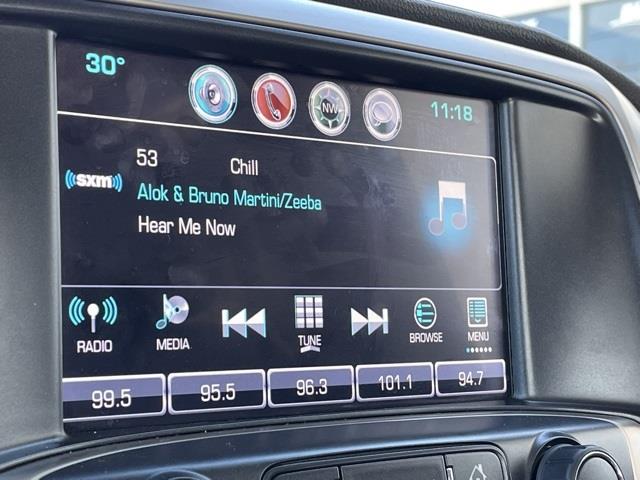 30°
NW
11:18
53 Chill
sxm
Alok & Bruno Martini/Zeeba
Hear Me Now
RADIO
MEDIA
TUNE
BROWSE
MENU
99.5
95.5
96.3
101.1
94.7